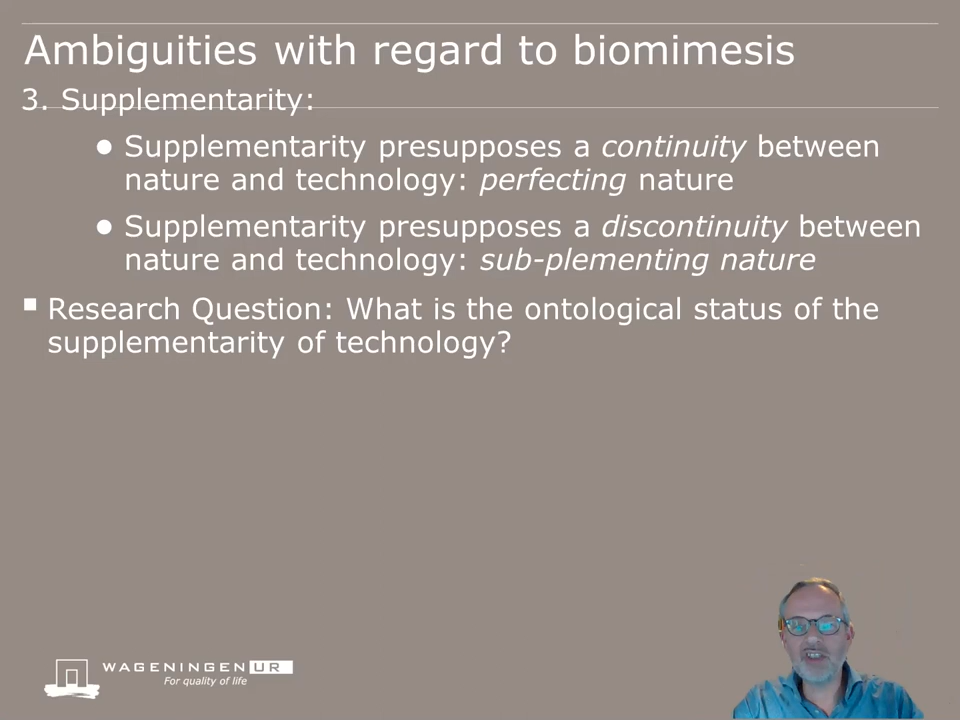 Ambiguities with regard to biomimesis
3. Supplementarity:
● Supplementarity presupposes a continuity between
nature and technology: perfecting nature
● Supplementarity presupposes a discontinuity between
nature and technology: sub-plementing nature
▪ Research Question: What is the ontological status of the
supplementarity of technology?
WAGENINGEN UR
For quality of life